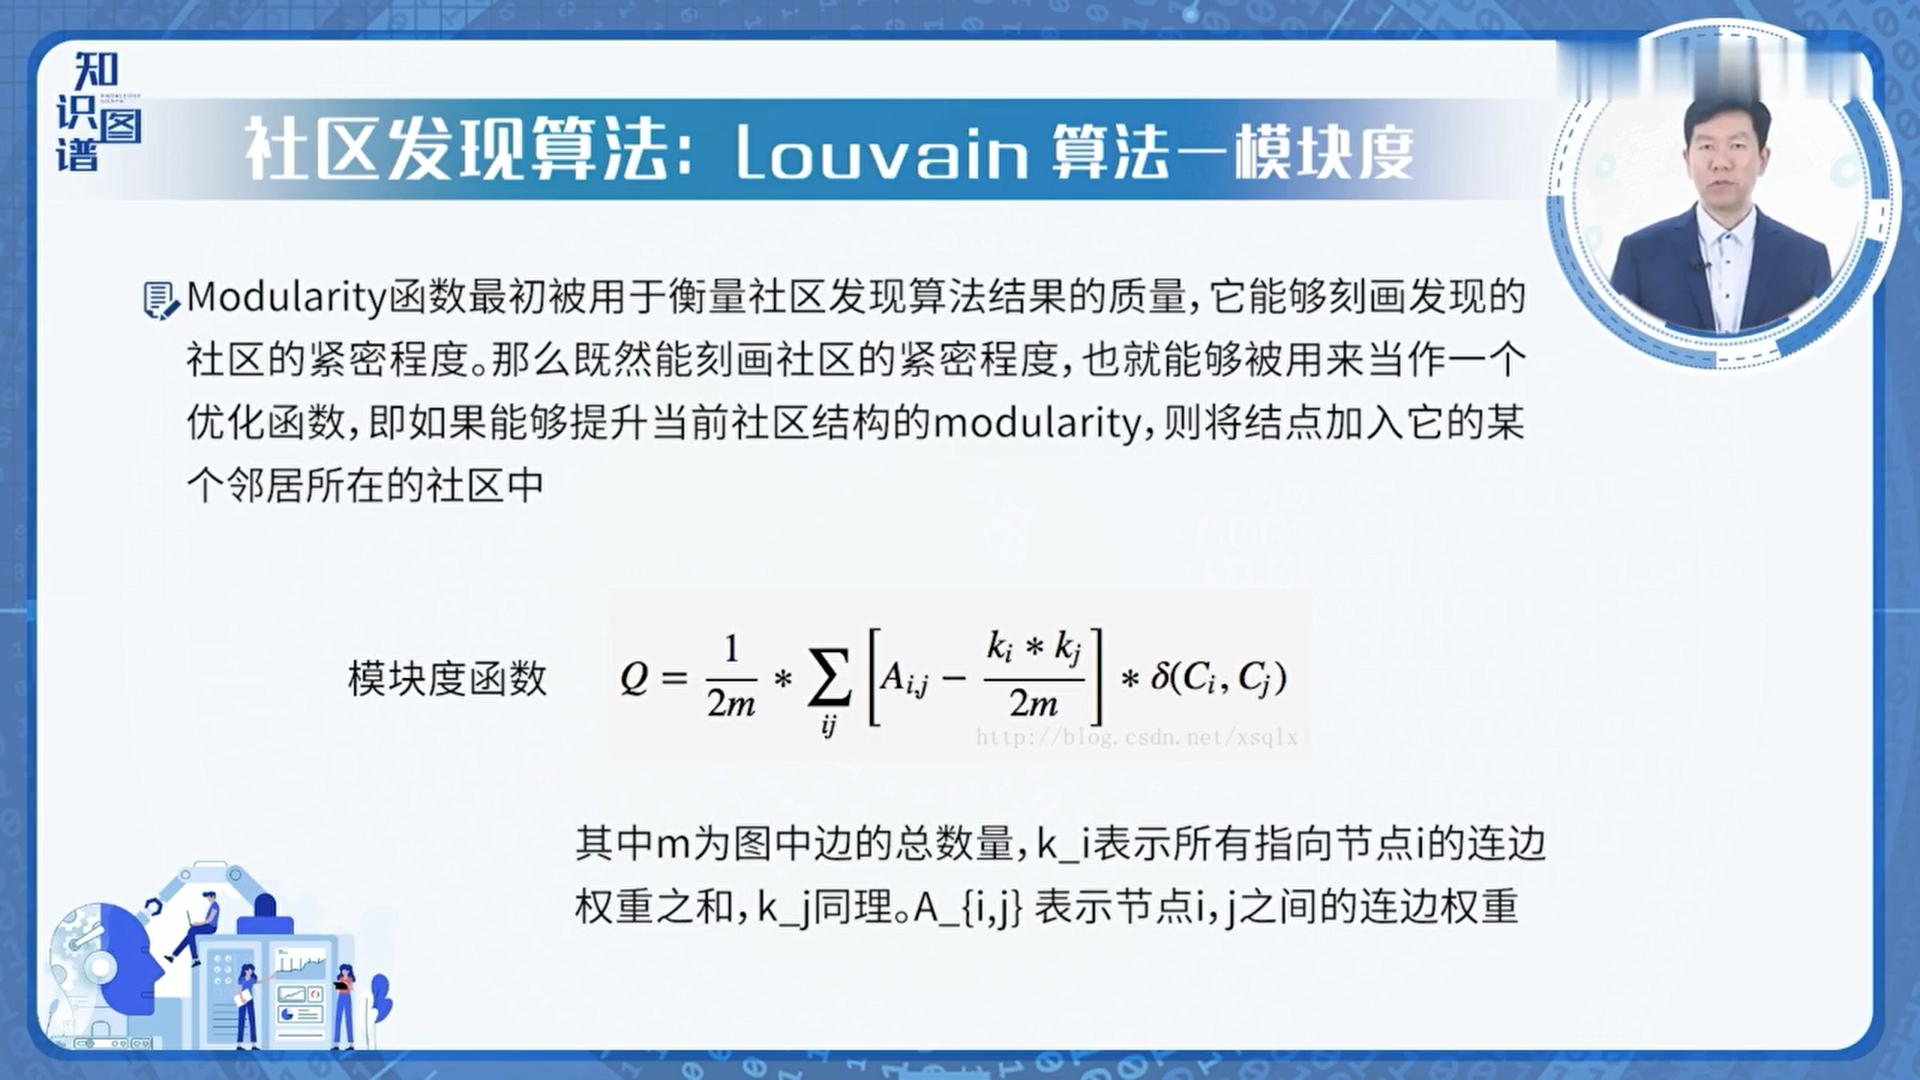 知识图谱
社区发现算法：Louvain 算法—模块度
Modularity函数最初被用于衡量社区发现算法结果的质量，它能够刻画发现的
社区的紧密程度。那么既然能刻画社区的紧密程度，也就能够被用来当作一个
优化函数，即如果能够提升当前社区结构的modularity，则将结点加入它的某
个邻居所在的社区中
模块度函数
Q = \frac{1}{2m} * \sum_{ij} \left[ A_{i,j} - \frac{k_i * k_j}{2m} \right] * δ(C_i, C_j)
http://blog.csdn.net/xsqlx
其中m为图中边的总数量，k_i表示所有指向节点i的连边
权重之和，k_j同理。A_{i,j} 表示节点i，j之间的连边权重